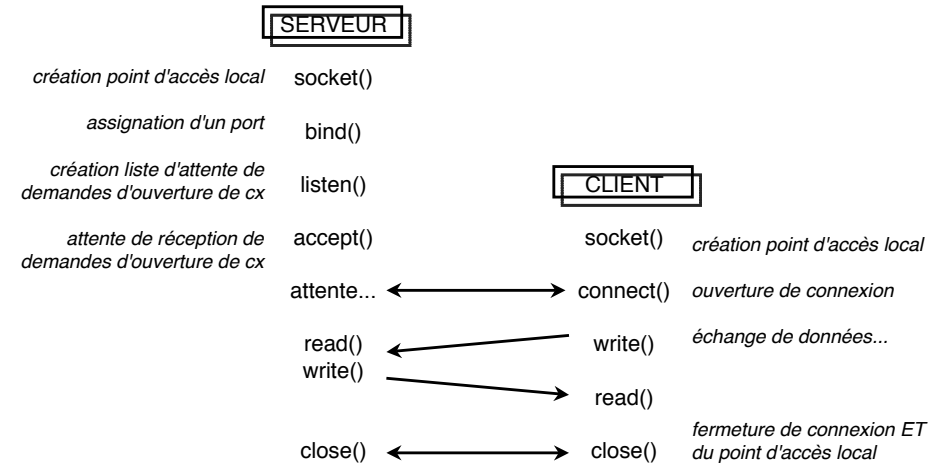 SERVEUR
création point d'accès local socket()
assignation d'un port bind()
création liste d'attente de
demandes d'ouverture de cx listen()
CLIENT
attente de réception de
demandes d'ouverture de cx accept()
socket() création point d'accès local
attente... connect() ouverture de connexion
read() write() échange de données...
write()
read()
close() close() fermeture de connexion ET
du point d'accès local